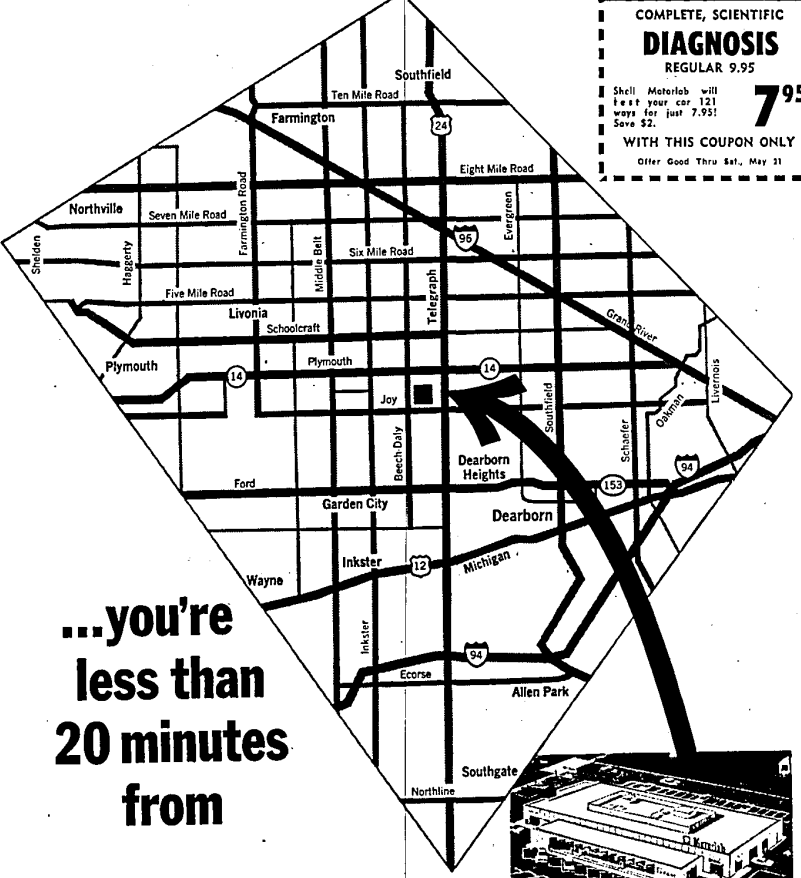 COMPLETE, SCIENTIFIC
DIAGNOSIS
REGULAR 9.95
Shell Motorlab will
test your car 121
ways for just 7.95!
Save $2.
7.95
WITH THIS COUPON ONLY
Offer Good Thru Sat., May 21
Southfield
Ten Mile Road
Farmington
24
Eight Mile Road
Northville
Seven Mile Road
Farmington Road
Evergreen
96
Shelden
Haggerty
Middle Belt
Six Mile Road
Telegraph
Five Mile Road
Livonia
Schoolcraft
Grand River
Plymouth
Plymouth
14
14
Joy
Southfield
Livernois
Oakman
Schaefer
Beech-Daly
Dearborn
Heights
94
Ford
153
Garden City
Dearborn
Inkster
12
Michigan
Wayne
Inkster
94
Ecorse
Allen Park
Southgate
Northline
...you're
less than
20 minutes
from